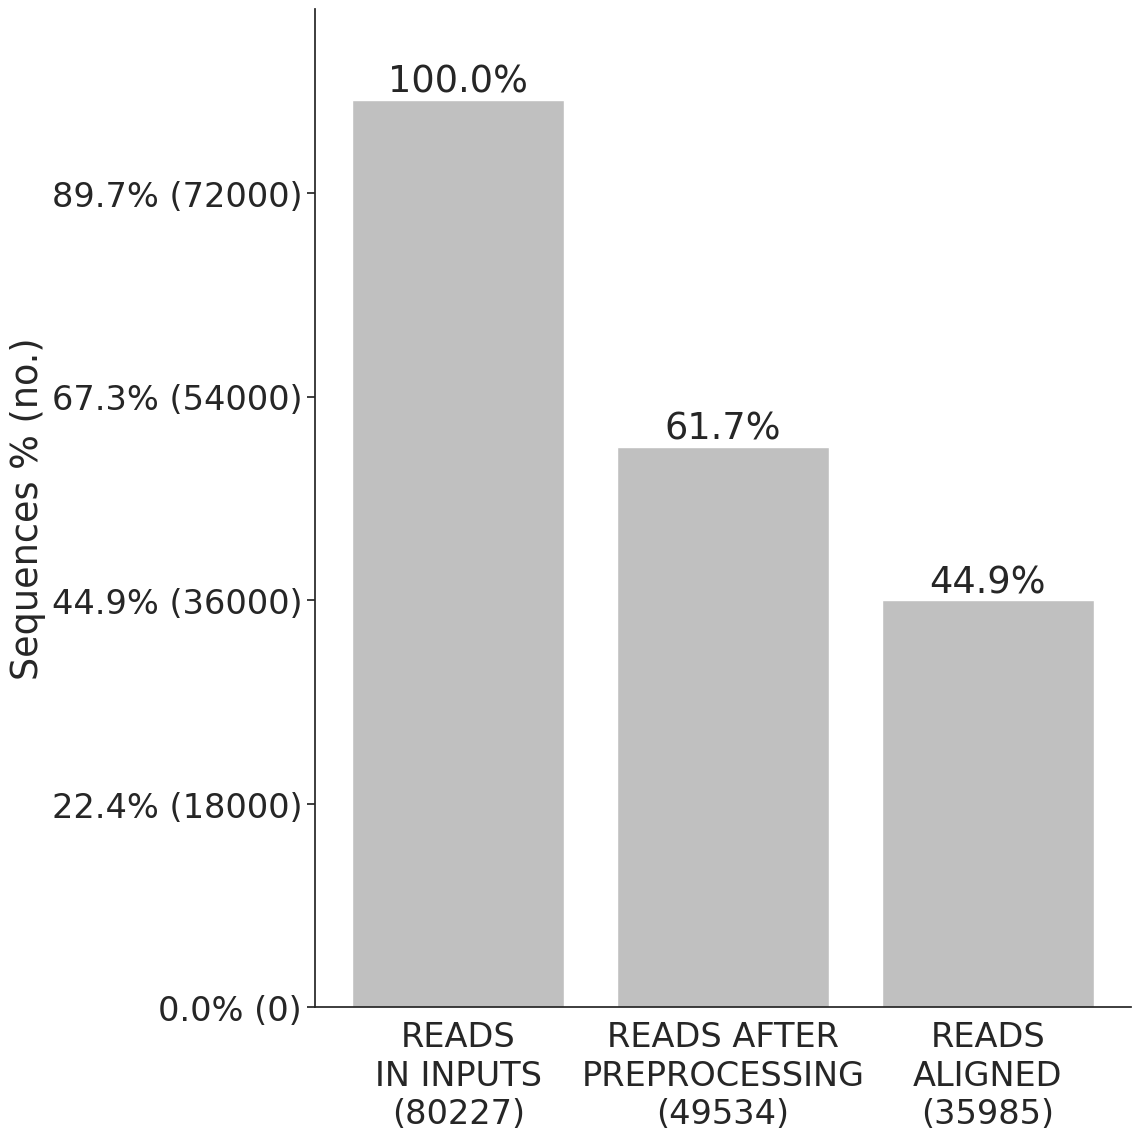 100.0%
89.7% (72000)
67.3% (54000)
61.7%
Sequences % (no.)
44.9%
44.9% (36000)
22.4% (18000)
0.0% (0)
READS
IN INPUTS
(80227)
READS AFTER
PREPROCESSING
(49534)
READS
ALIGNED
(35985)